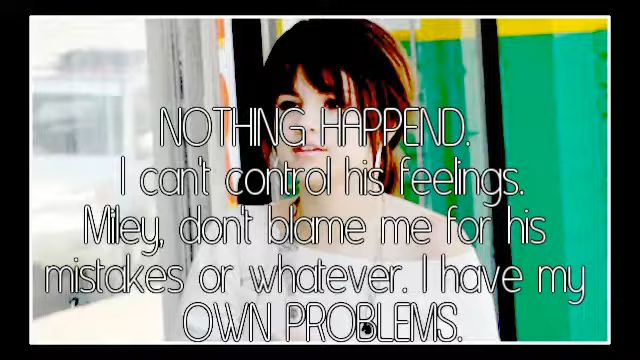 NOTHING HAPPEND.
I can't control his feelings.
Miley, don't blame me for his
mistakes or whatever. I have my
OWN PROBLEMS.